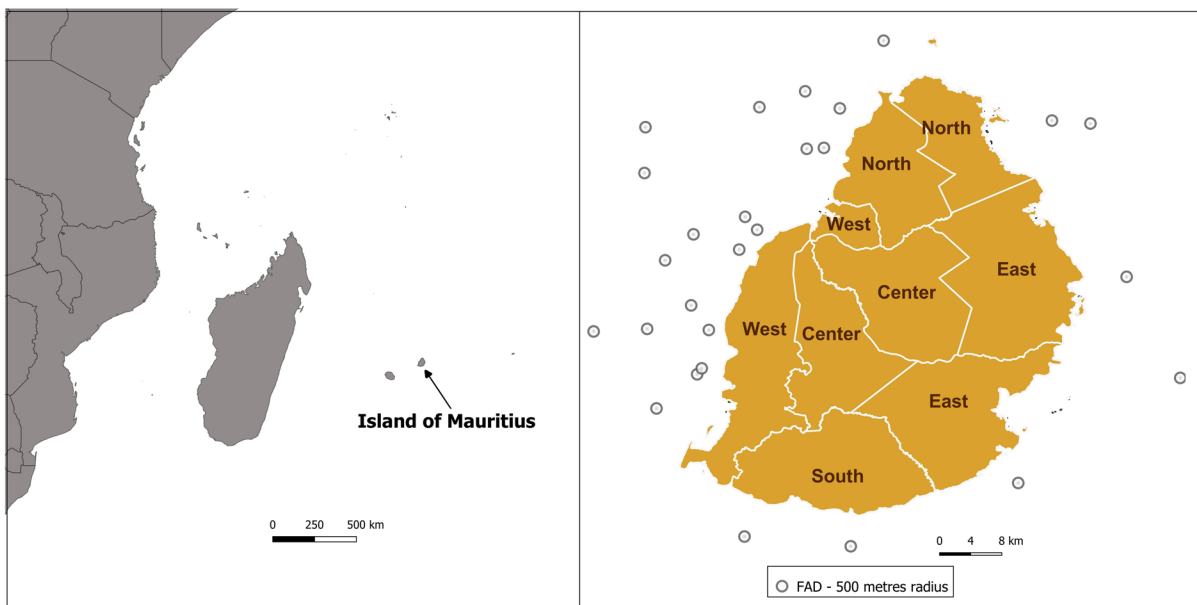 Island of Mauritius
0 250 500 km
North
North
West
East
Center
West
Center
East
South
0 4 8 km
FAD - 500 metres radius